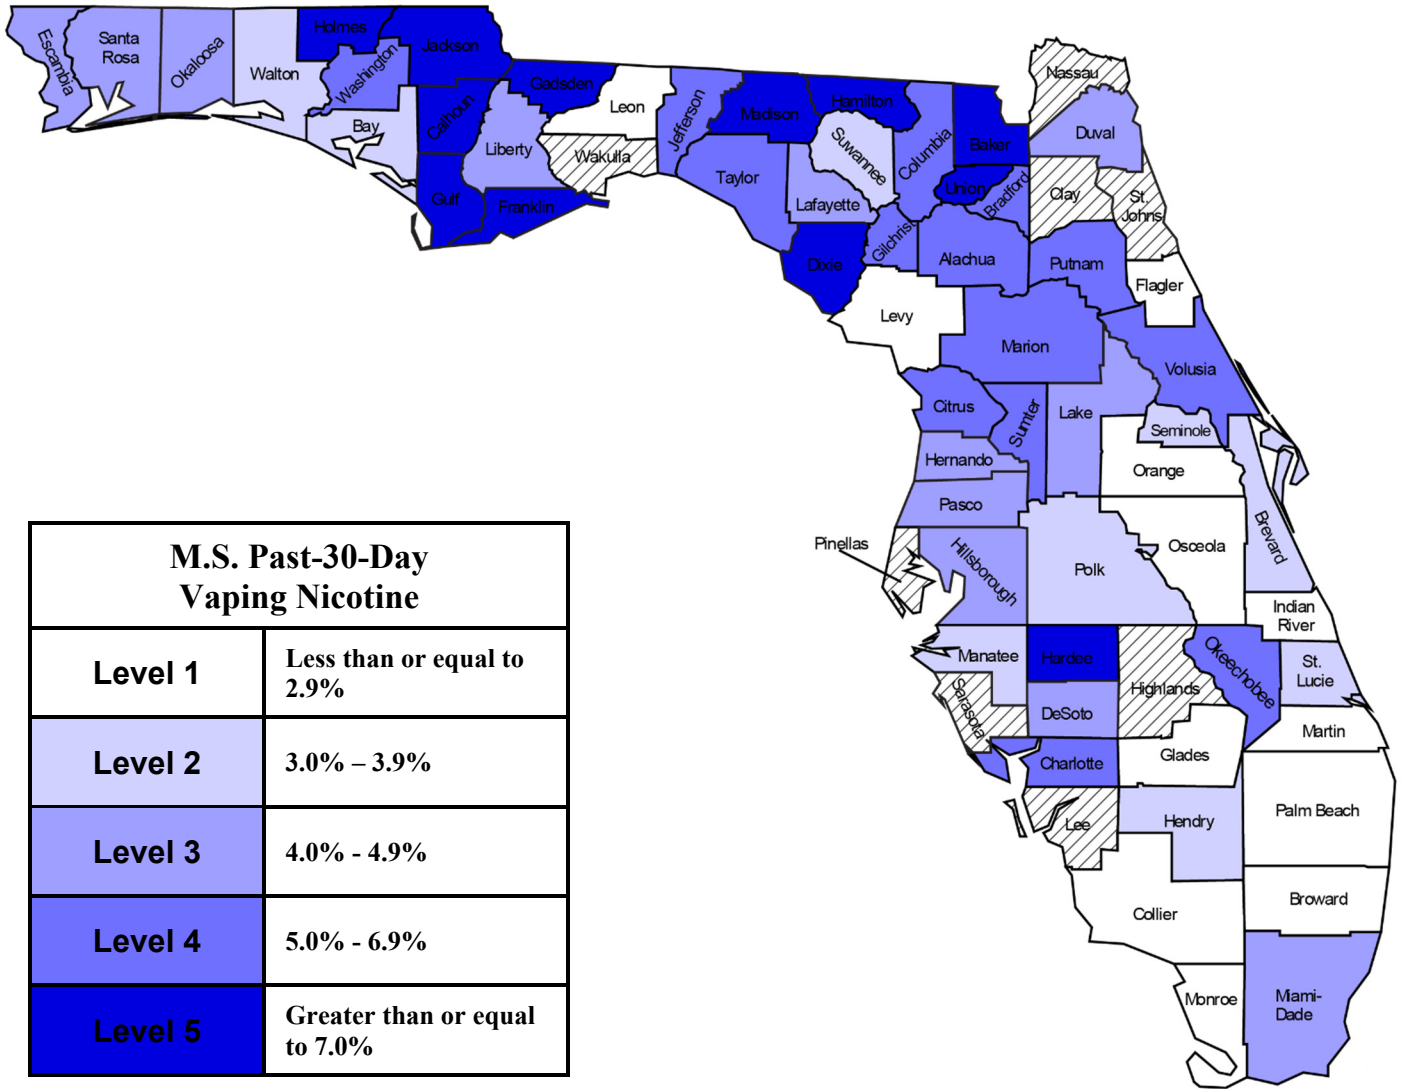 Escambia
Santa
Rosa
Okaloosa
Walton
Holmes
Washington
Jackson
Bay
Calhoun
Gulf
Liberty
Gadsden
Franklin
Leon
Wakulla
Jefferson
Madison
Taylor
Hamilton
Suwannee
Lafayette
Dixie
Columbia
Gilchrist
Baker
Union
Bradford
Alachua
Levy
Nassau
Duval
Clay
St.
Johns
Putnam
Flagler
Marion
Volusia
Citrus
Sumter
Lake
Hernando
Pasco
Seminole
Orange
Brevard
Pinellas
Hillsborough
Polk
Osceola
Indian
River
Manatee
Hardee
Highlands
Okeechobee
St.
Lucie
Sarasota
DeSoto
Martin
Charlotte
Glades
Lee
Hendry
Palm Beach
Collier
Broward
Monroe
Miami-
Dade
M.S. Past-30-Day
Vaping Nicotine
Level 1
Less than or equal to
2.9%
Level 2
3.0% – 3.9%
Level 3
4.0% - 4.9%
Level 4
5.0% - 6.9%
Level 5
Greater than or equal
to 7.0%